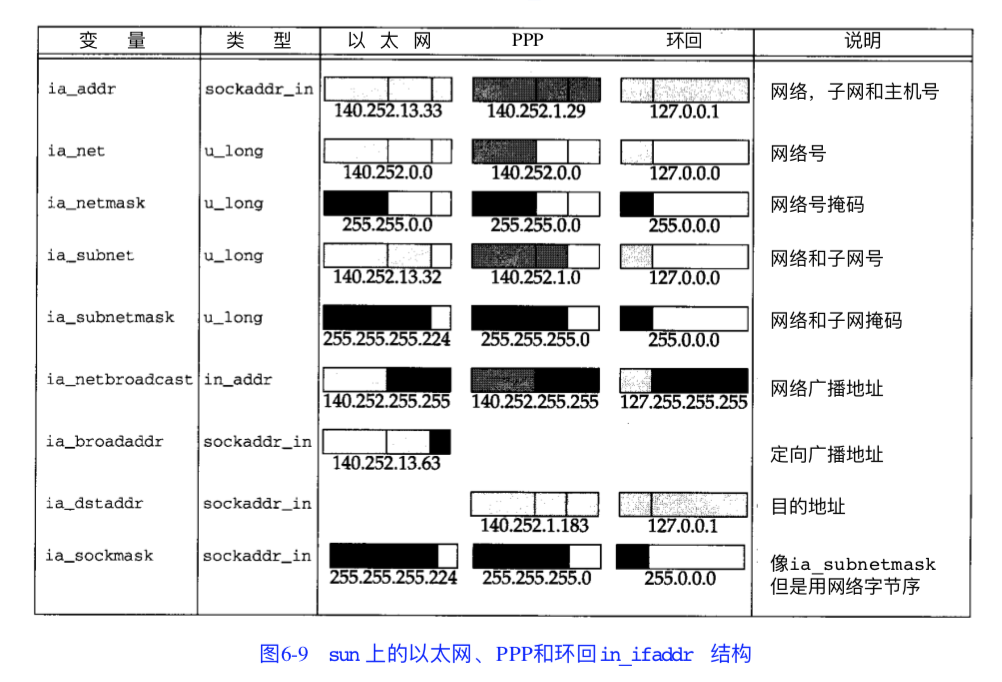 变 量 类 型 以 太 网 PPP 环回 说明
ia_addr sockaddr_in 140.252.13.33 140.252.1.29 127.0.0.1 网络，子网和主机号
ia_net u_long 140.252.0.0 140.252.0.0 127.0.0.0 网络号
ia_netmask u_long 255.255.0.0 255.255.0.0 255.0.0.0 网络号掩码
ia_subnet u_long 140.252.13.32 140.252.1.0 127.0.0.0 网络和子网号
ia_subnetmask u_long 255.255.255.224 255.255.255.0 255.0.0.0 网络和子网掩码
ia_netbroadcast in_addr 140.252.255.255 140.252.255.255 127.255.255.255 网络广播地址
ia_broadaddr sockaddr_in 140.252.13.63 定向广播地址
ia_dstaddr sockaddr_in 140.252.1.183 127.0.0.1 目的地址
ia_sockmask sockaddr_in 255.255.255.224 255.255.255.0 255.0.0.0 像ia_subnetmask
但是用网络字节序
图6-9 sun 上的以太网、PPP和环回 in_ifaddr 结构